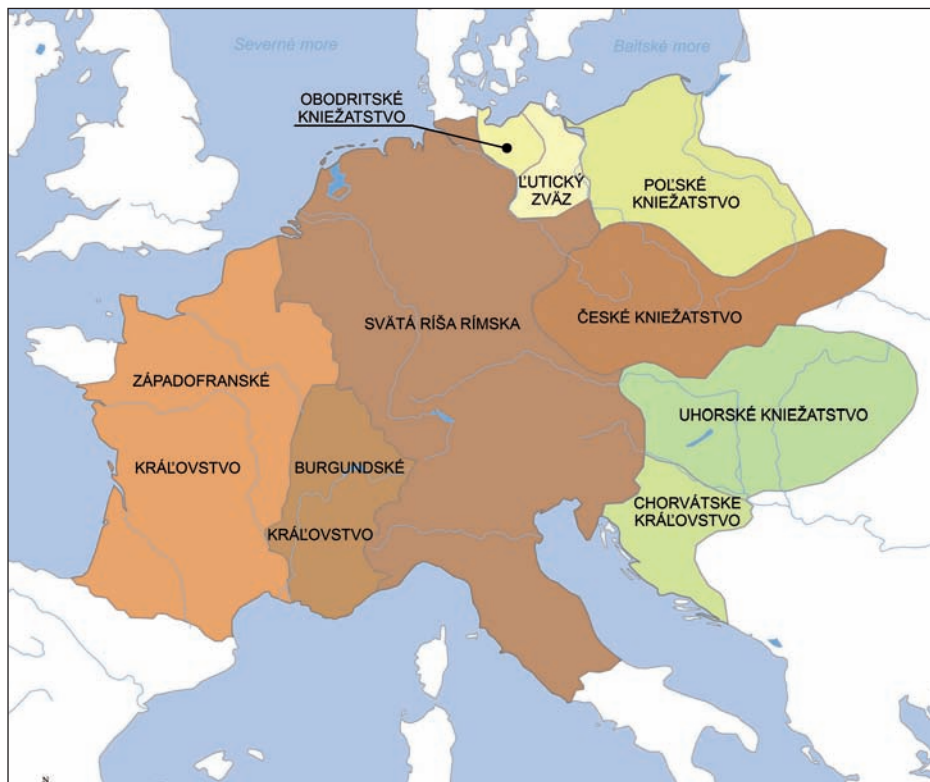 Severné more
Baltské more
OBODRITSKÉ
KNIEŽATSTVO
ĽUTICKÝ
ZVÄZ
POĽSKÉ
KNIEŽATSTVO
SVÄTÁ RÍŠA RÍMSKA
ČESKÉ KNIEŽATSTVO
ZÁPADOFRANSKÉ
KRÁĽOVSTVO
BURGUNDSKÉ
KRÁĽOVSTVO
UHORSKÉ KNIEŽATSTVO
CHORVÁTSKE
KRÁĽOVSTVO
N